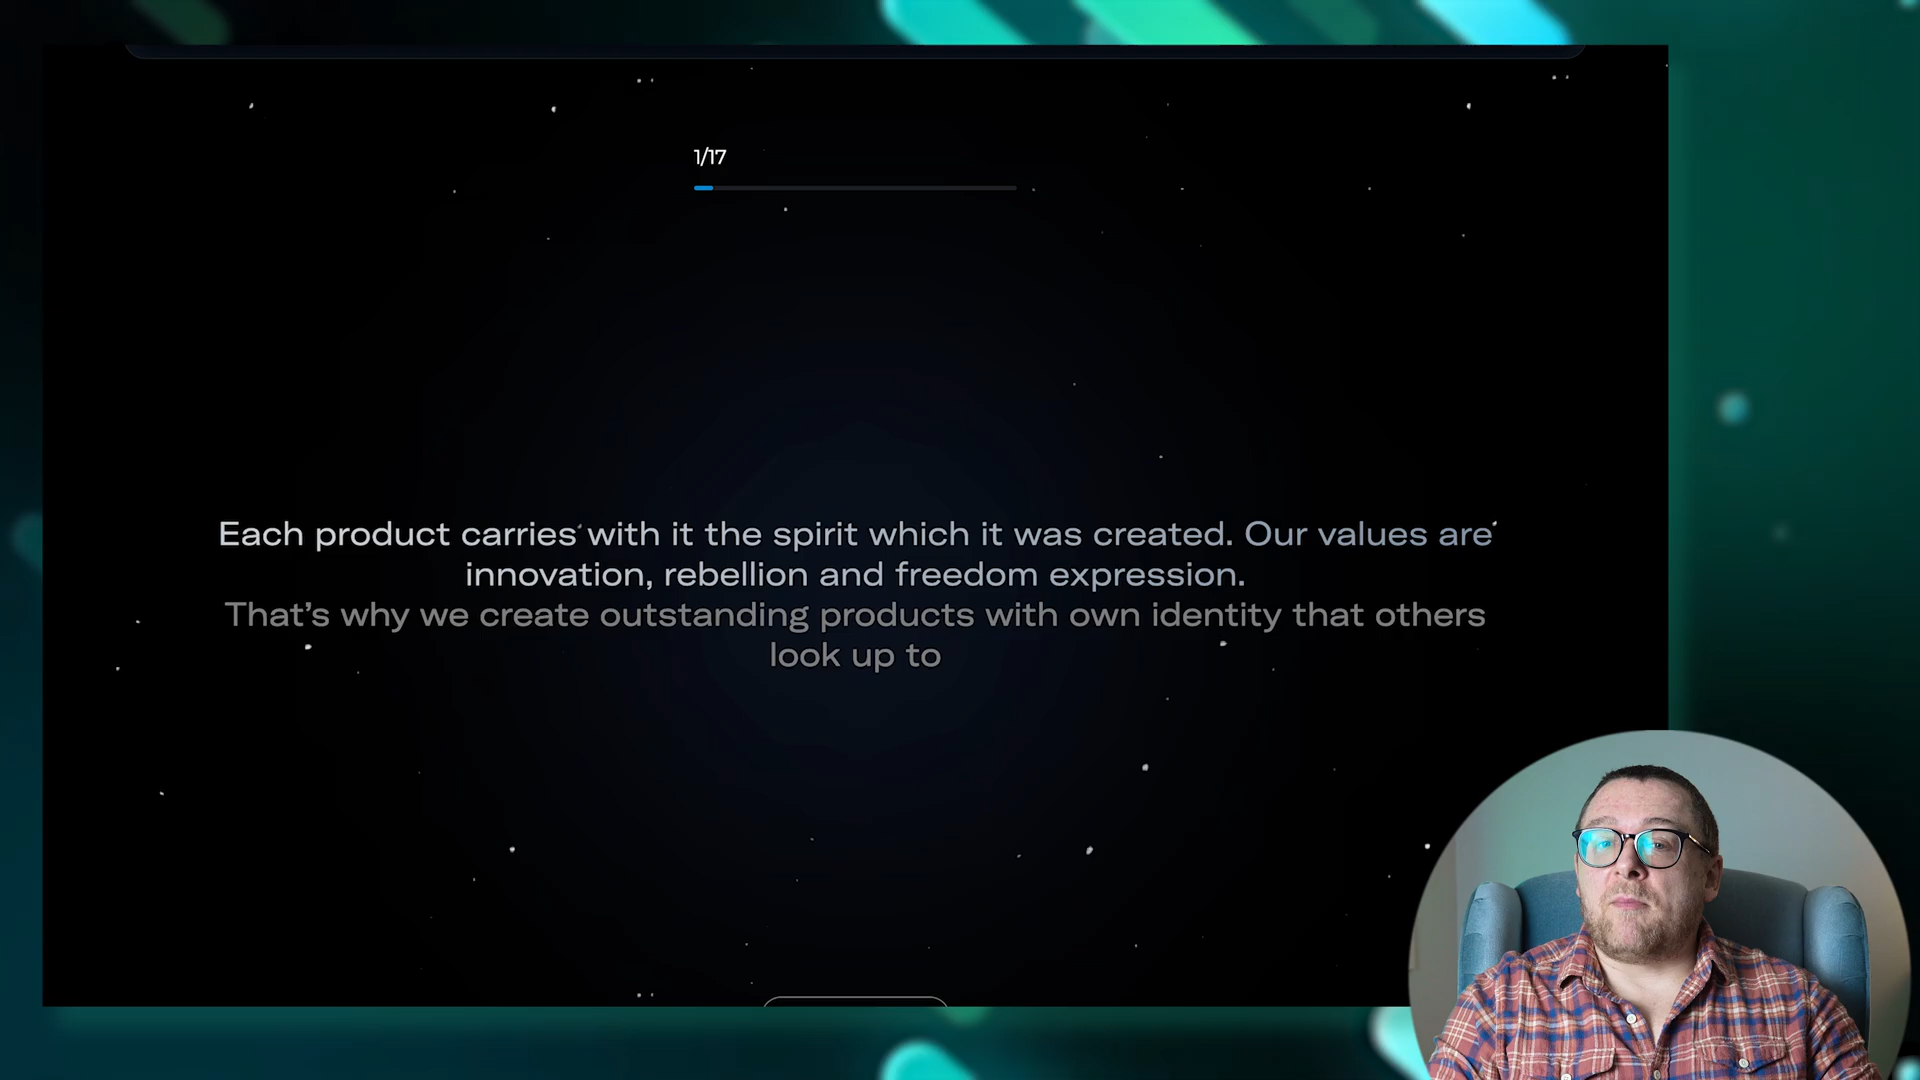 1/17
Each product carries with it the spirit which it was created. Our values are
innovation, rebellion and freedom expression.
That’s why we create outstanding products with own identity that others
look up to